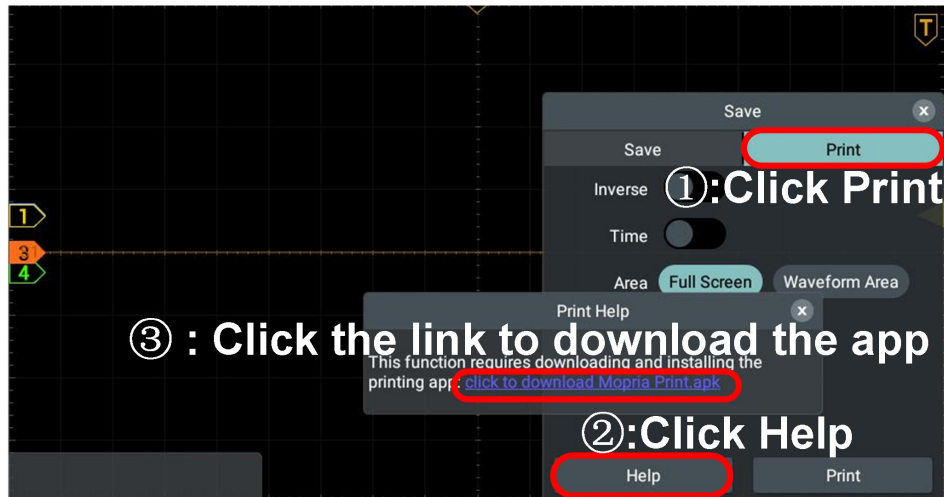 T
Save
x
Save
Print
Inverse
①:Click Print
1
Time
3
4
Area
Full Screen
Waveform Area
Print Help
x
③ : Click the link to download the app
This function requires downloading and installing the
printing app: click to download Mopria Print.apk
②:Click Help
Help
Print